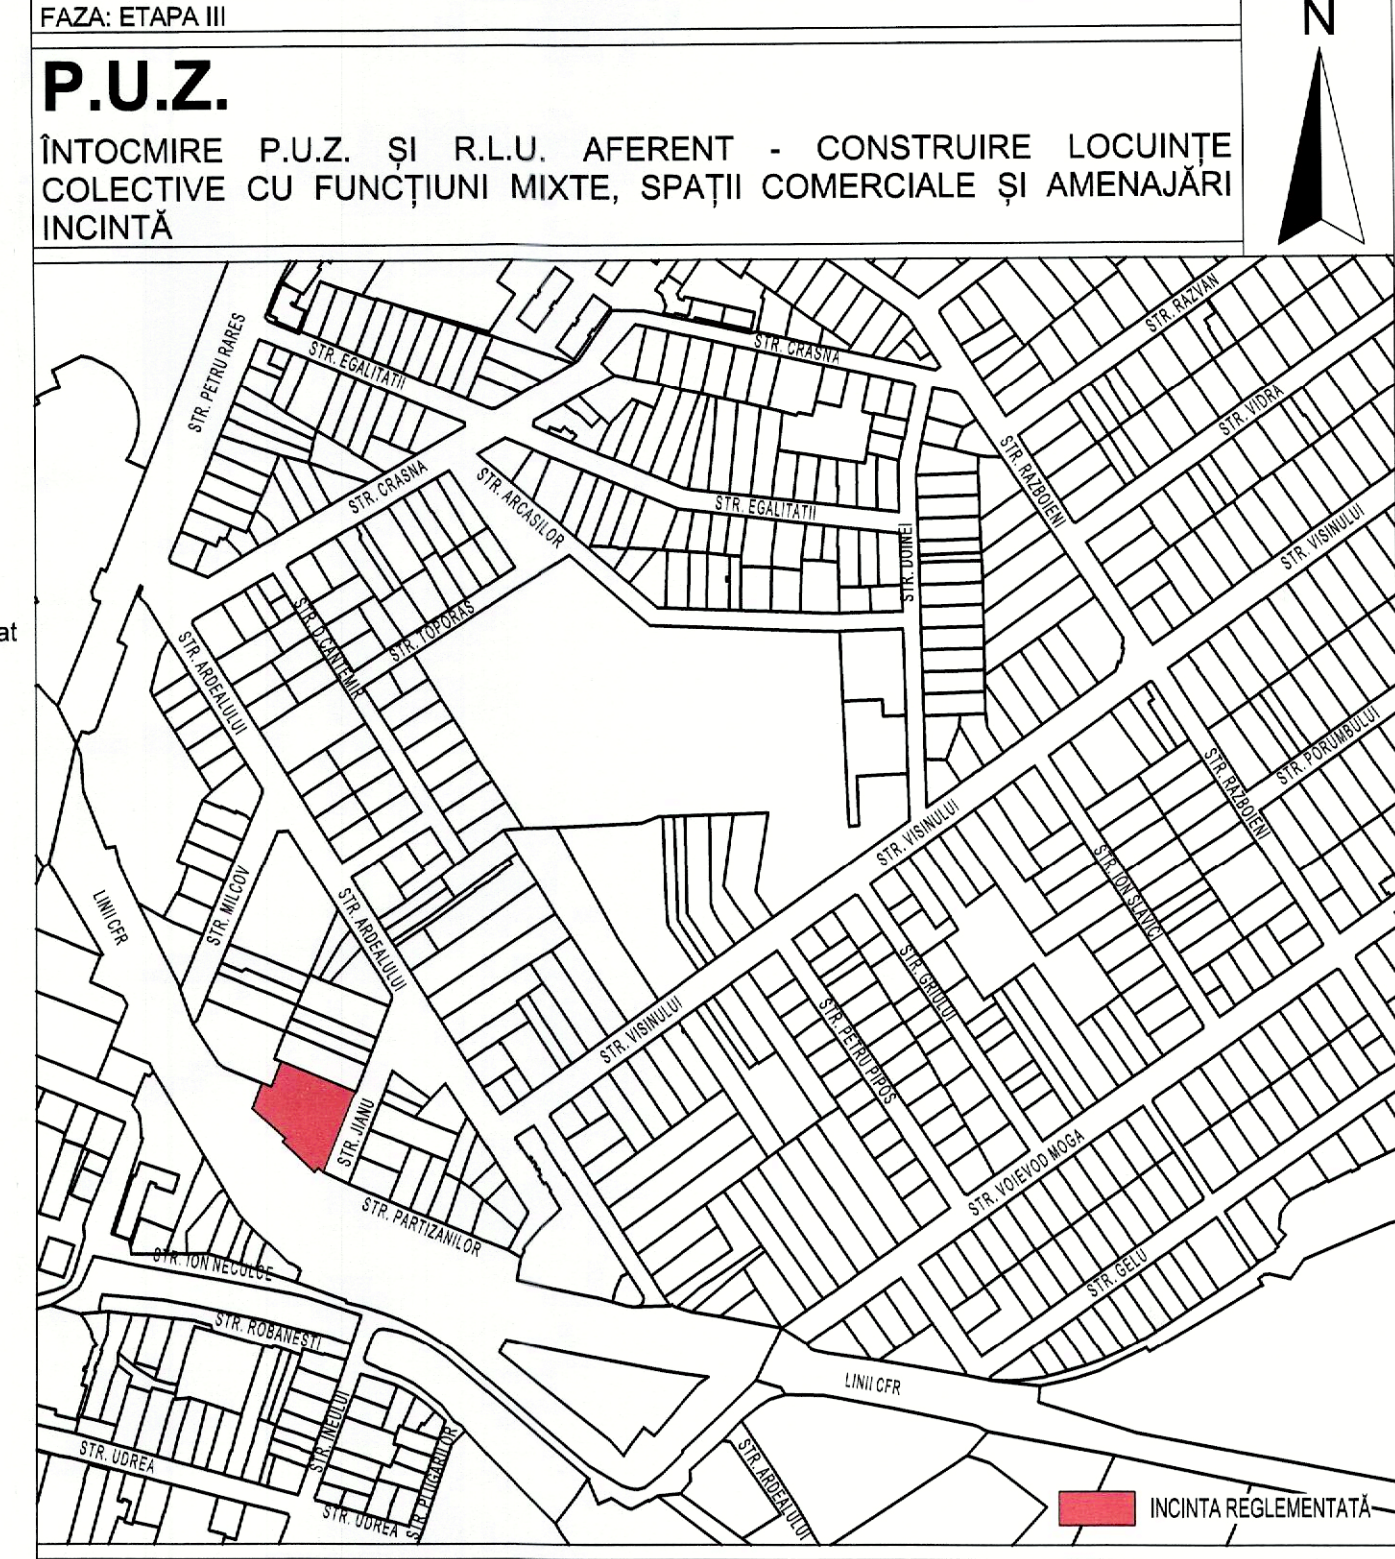 FAZA: ETAPA III
N
P.U.Z.
ÎNTOCMIRE P.U.Z. ȘI R.L.U. AFERENT - CONSTRUIRE LOCUINȚE
COLECTIVE CU FUNCȚIUNI MIXTE, SPAȚII COMERCIALE ȘI AMENAJĂRI
INCINTĂ
STR. RAZVAN
STR. PETRU RARES
STR. EGALITATII
STR. CRASNA
STR. VIDRA
STR. CRASNA
STR. ARCASILOR
STR. RAZBOIENI
STR. EGALITATII
STR. VISINULUI
STR. DOINEI
at
STR. ARDEALULUI
STR. D.CANTEMIR
STR. TOPORAS
STR. PORUMBULUI
STR. RAZBOIENI
STR. VISINULUI
STR. ION SLAVICI
LINII CFR
STR. MILCOV
STR. ARDEALULUI
STR. GRIULUI
STR. VISINULUI
STR. PETRU PIPOS
STR. JIANU
STR. VOIEVOD MOGA
STR. PARTIZANILOR
STR. ION NECULCE
STR. GELU
STR. ROBANESTI
LINII CFR
STR. INEULUI
STR. UDREA
STR. PLUGARILOR
STR. ARDEALULUI
STR. UDREA
INCINTA REGLEMENTATĂ